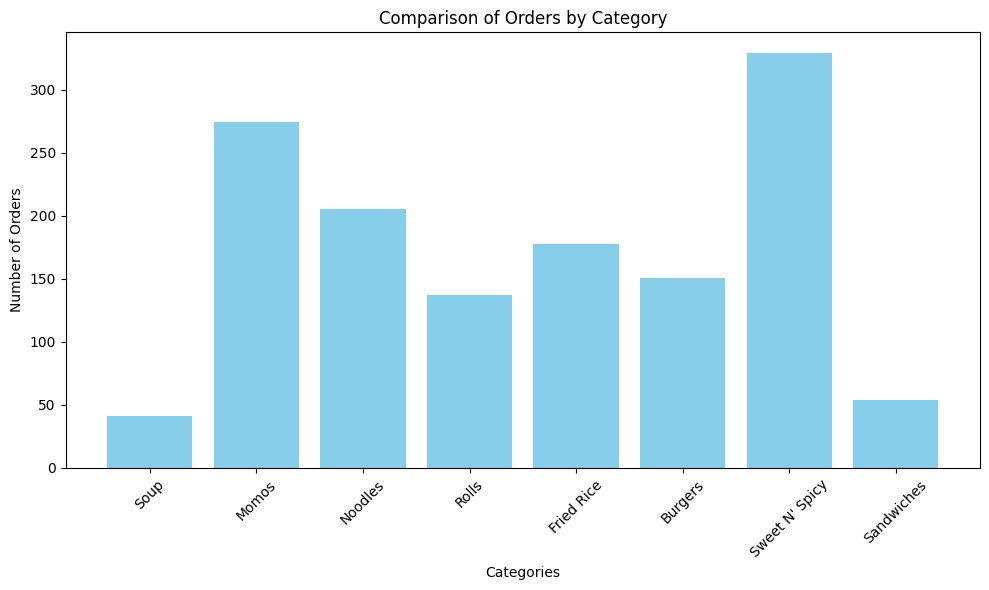 Comparison of Orders by Category
Number of Orders
300
250
200
150
100
50
0
Soup
Momos
Noodles
Rolls
Fried Rice
Burgers
Sweet N' Spicy
Sandwiches
Categories